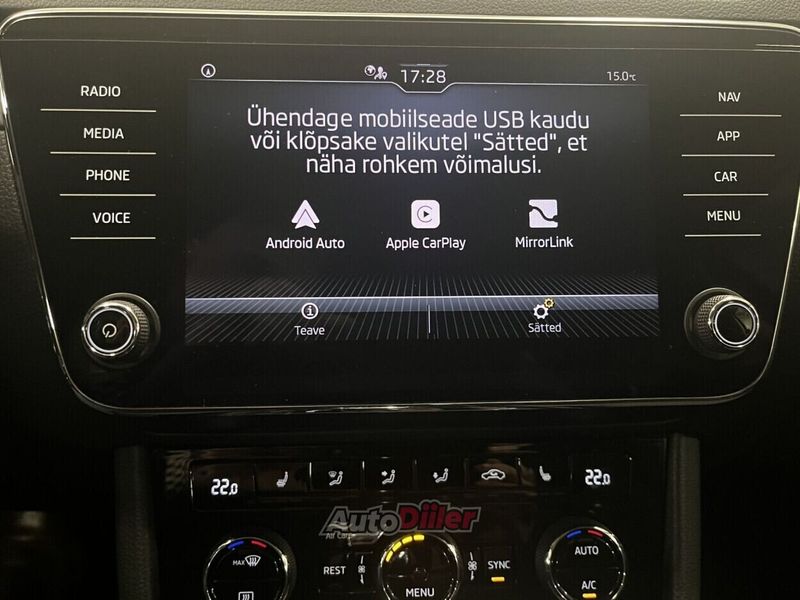 17:28
15.0°C
RADIO
MEDIA
PHONE
VOICE
Ühendage mobiilseade USB kaudu
või klõpsake valikutel "Sätted", et
näha rohkem võimalusi.
Android Auto
Apple CarPlay
MirrorLink
Teave
Sätted
NAV
APP
CAR
MENU
22.0
22.0
AutoDiiler
All Cars
MAX
REST
MENU
SYNC
AUTO
A/C